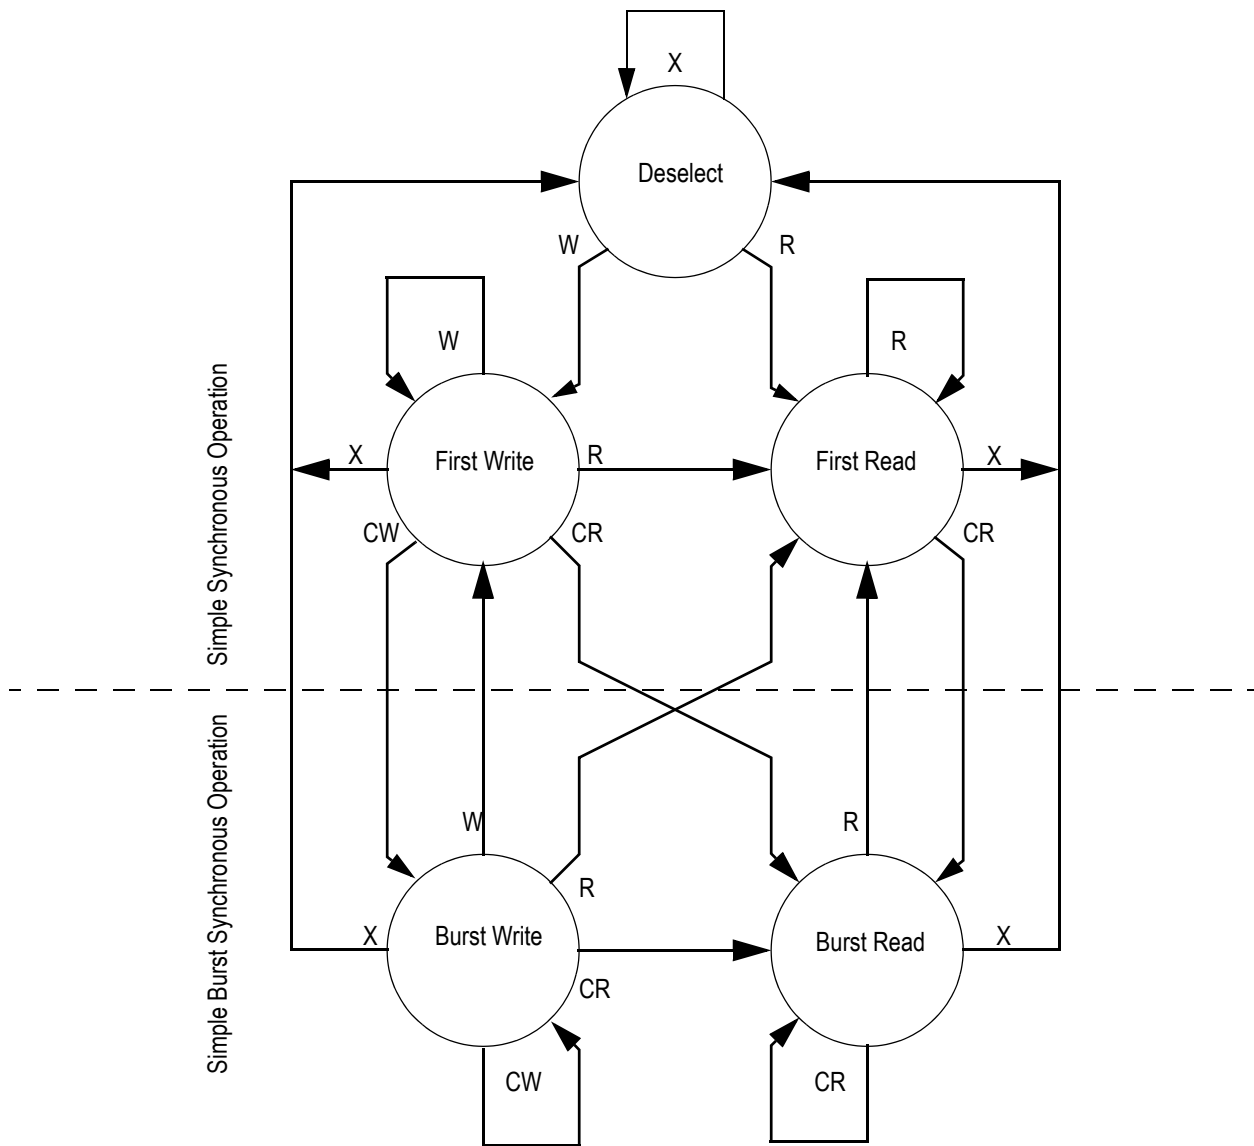 X
Deselect
W
R
W
R
Simple Synchronous Operation
First Write
First Read
X
R
X
CW
CR
CR
Simple Burst Synchronous Operation
W
R
R
X
Burst Write
Burst Read
X
CR
CW
CR